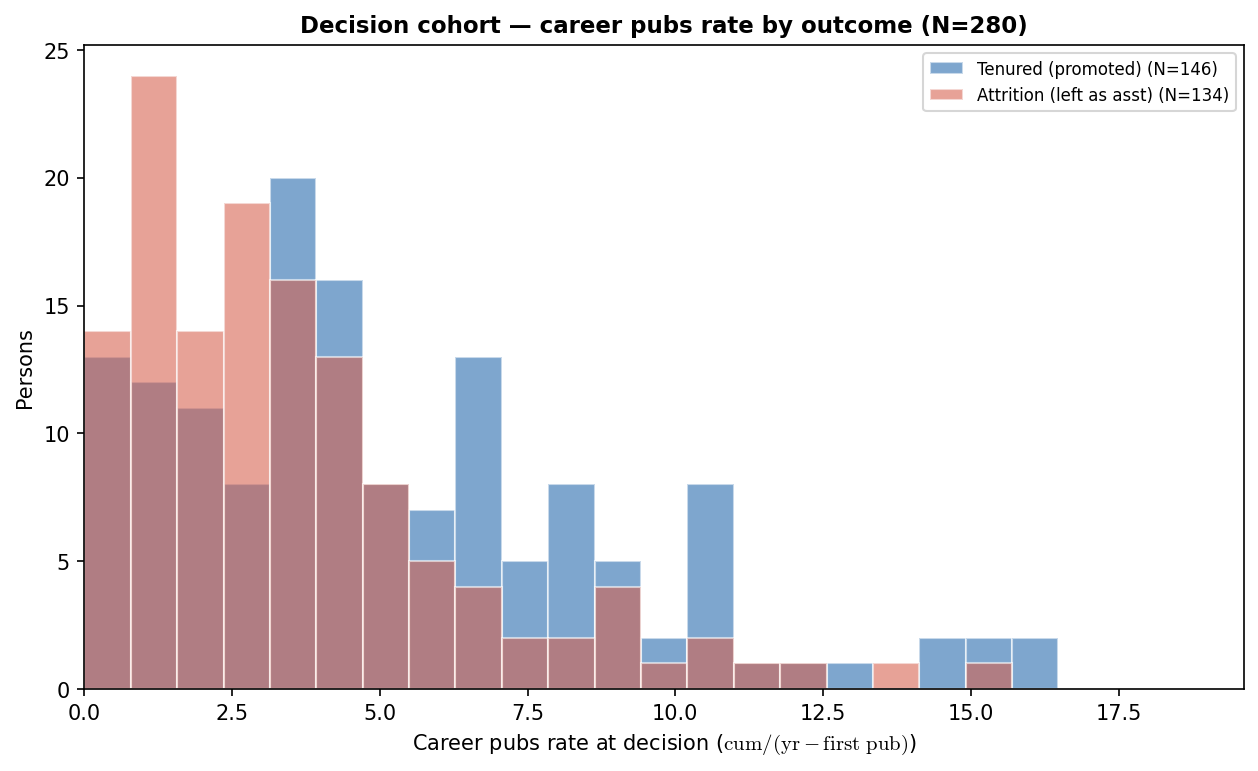 Decision cohort — career pubs rate by outcome (N=280)
Tenured (promoted) (N=146)
Attrition (left as asst) (N=134)
Persons
25
20
15
10
5
0
0.0 2.5 5.0 7.5 10.0 12.5 15.0 17.5
Career pubs rate at decision (cum/(yr − first pub))